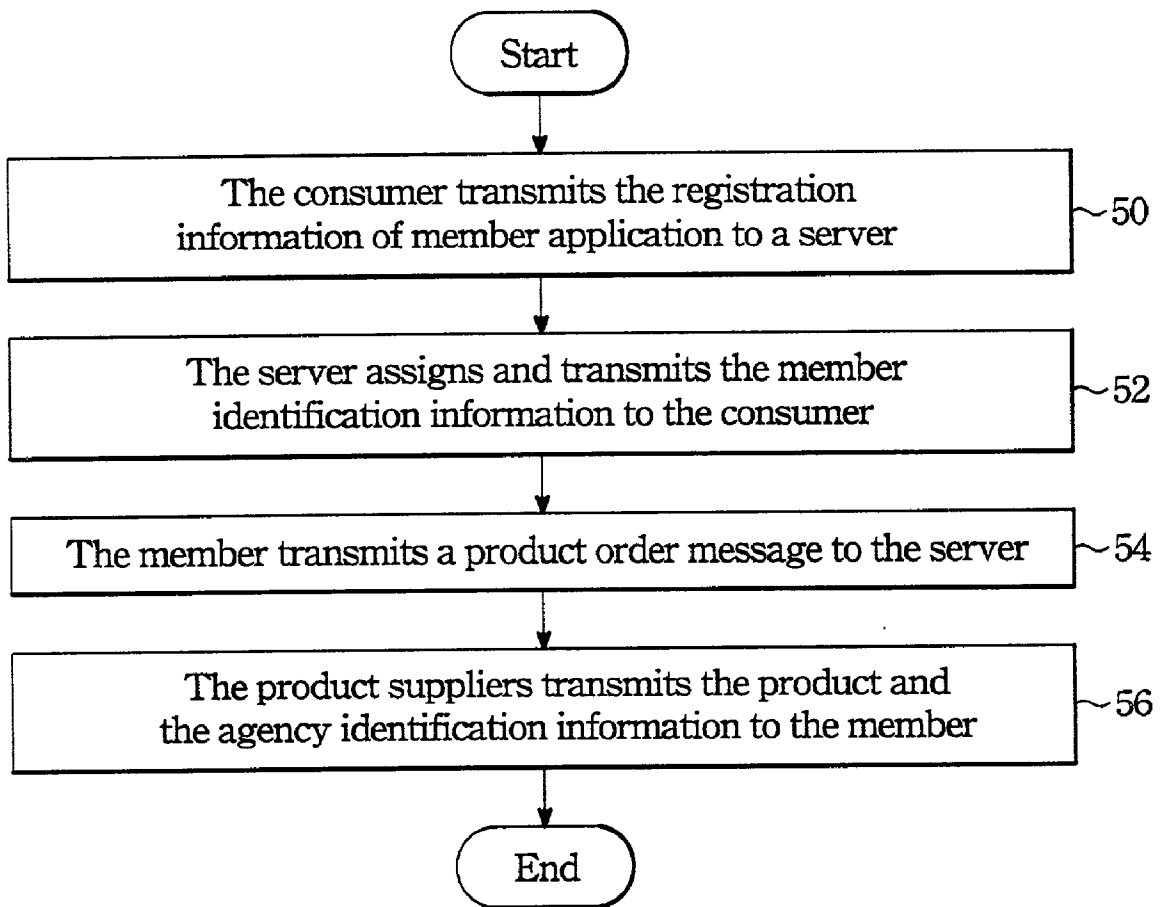 Start
The consumer transmits the registration
information of member application to a server
50
The server assigns and transmits the member
identification information to the consumer
52
The member transmits a product order message to the server
54
The product suppliers transmits the product and
the agency identification information to the member
56
End